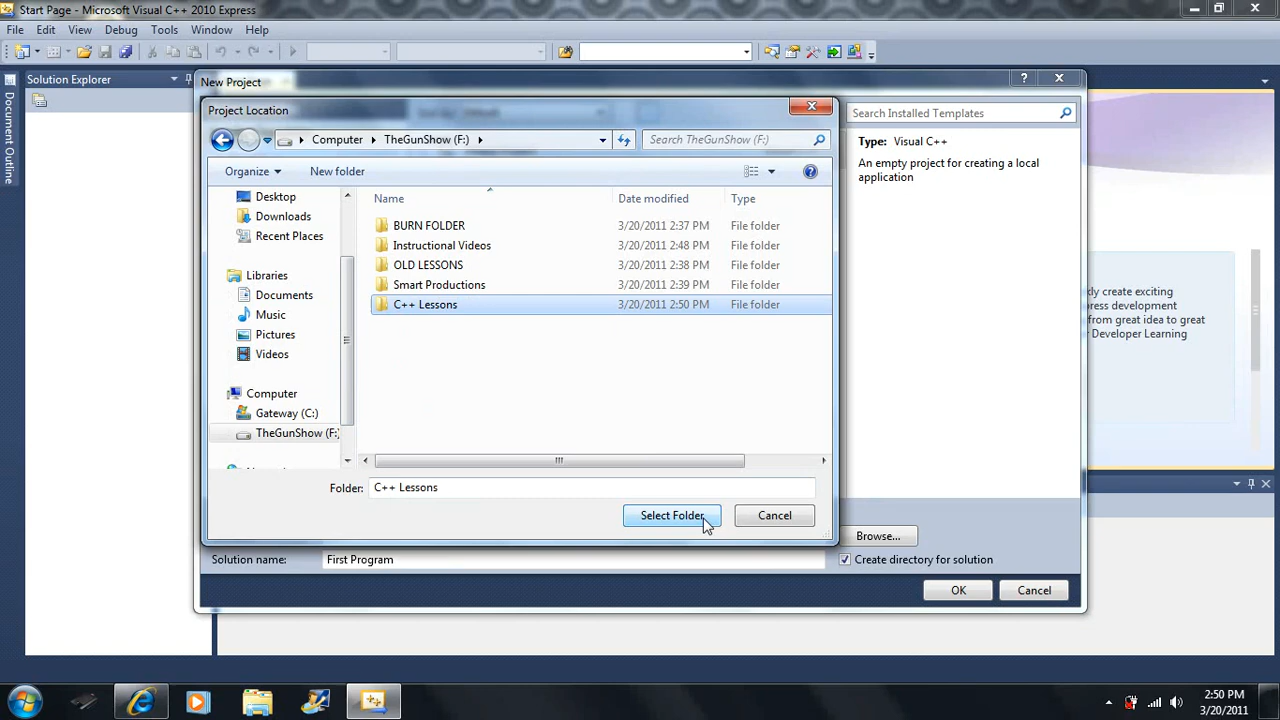 Start Page - Microsoft Visual C++ 2010 Express
File Edit View Debug Tools Window Help
Solution Explorer
Document Outline
New Project
Project Location
Computer TheGunShow (F:)
Search TheGunShow (F:)
Search Installed Templates
Organize New folder
Type: Visual C++
An empty project for creating a local
application
Desktop
Downloads
Recent Places
Libraries
Documents
Music
Pictures
Videos
Computer
Gateway (C:)
TheGunShow (F:)
Name Date modified Type
BURN FOLDER 3/20/2011 2:37 PM File folder
Instructional Videos 3/20/2011 2:48 PM File folder
OLD LESSONS 3/20/2011 2:38 PM File folder
Smart Productions 3/20/2011 2:39 PM File folder
C++ Lessons 3/20/2011 2:50 PM File folder
create exciting
development
from great idea to great
Developer Learning
Folder: C++ Lessons
Select Folder Cancel
Browse...
Solution name: First Program
Create directory for solution
OK Cancel
2:50 PM
3/20/2011